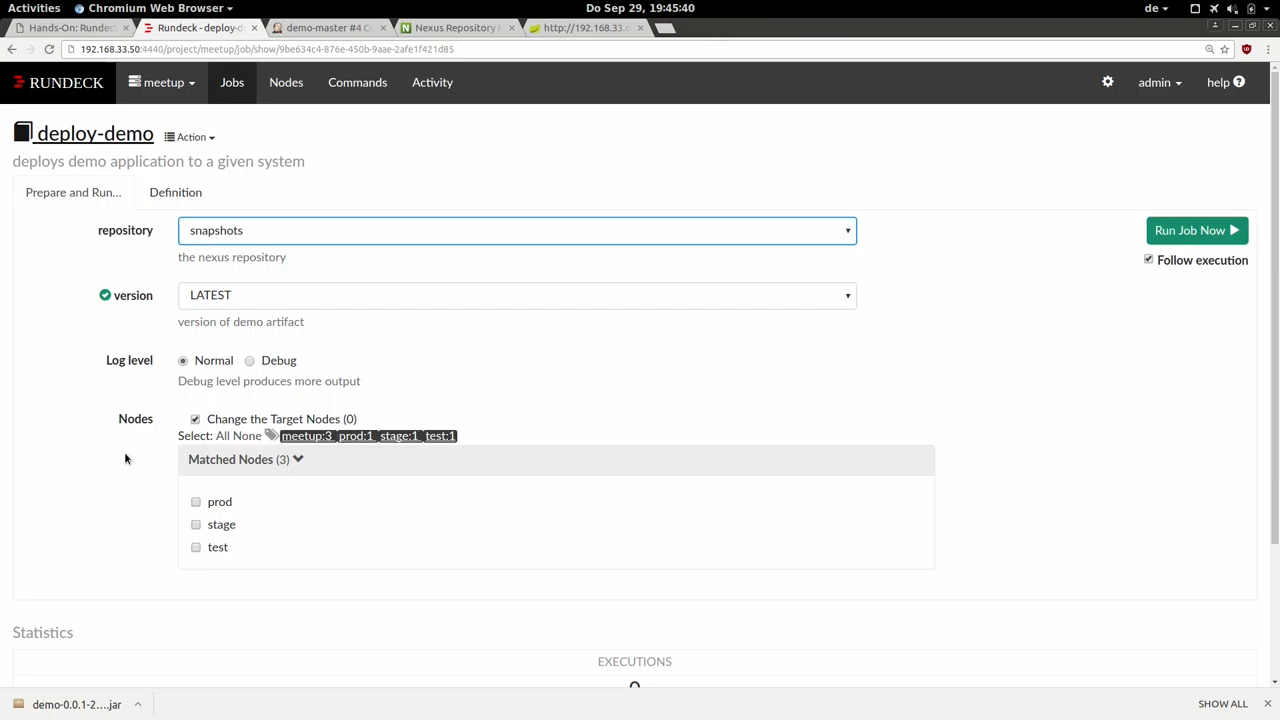 Activities Chromium Web Browser Do Sep 29, 19:45:40 de
Hands-On: Rundec Rundeck - deploy-d demo-master #4 C Nexus Repository http://192.168.33.
192.168.33.50:4440/project/meetup/job/show/9be634c4-876e-450b-9aae-2afe1f421d85
RUNDECK meetup Jobs Nodes Commands Activity admin help
deploy-demo Action
deploys demo application to a given system
Prepare and Run... Definition
repository snapshots Run Job Now
the nexus repository Follow execution
version LATEST
version of demo artifact
Log level Normal Debug
Debug level produces more output
Nodes Change the Target Nodes (0)
Select: All None meetup:3 prod:1 stage:1 test:1
Matched Nodes (3)
prod
stage
test
Statistics
EXECUTIONS
demo-0.0.1-2....jar SHOW ALL